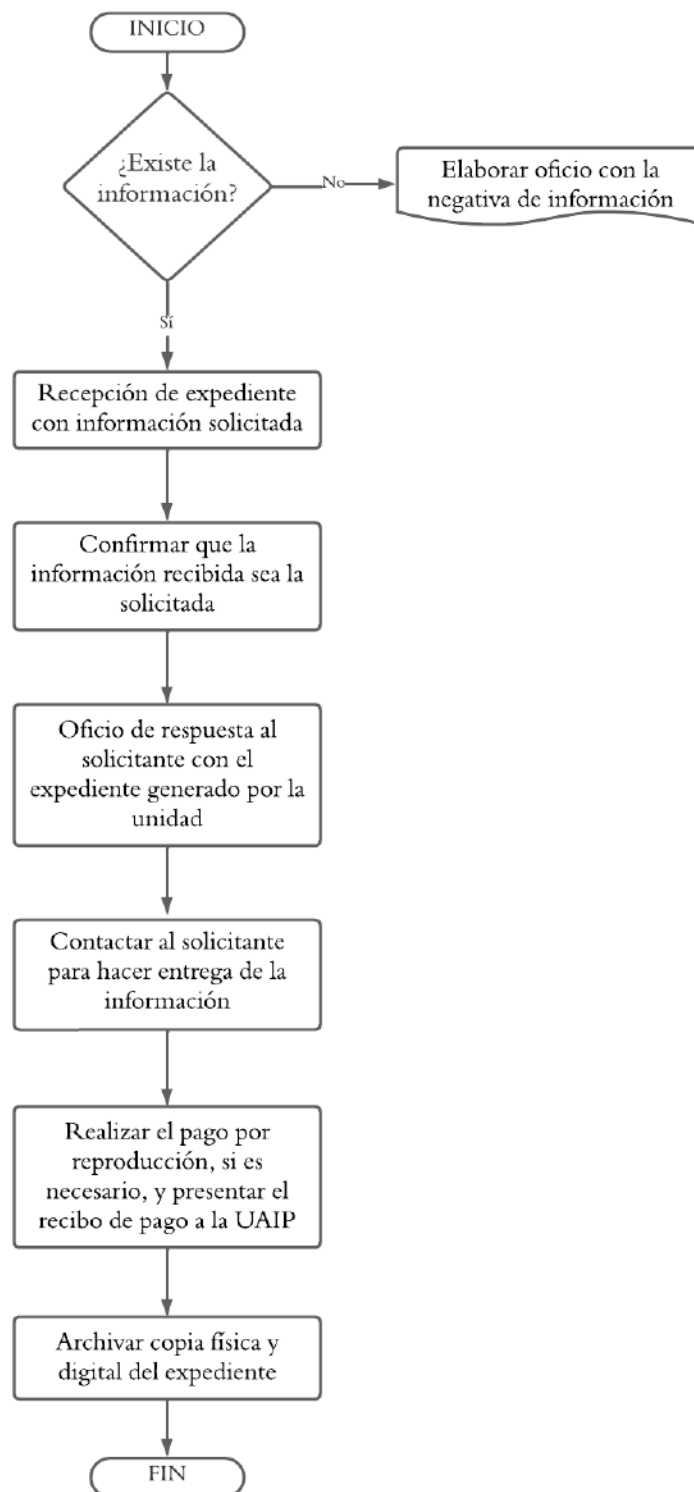 INICIO
¿Existe la
información?
No
Elaborar oficio con la
negativa de información
Sí
Recepción de expediente
con información solicitada
Confirmar que la
información recibida sea la
solicitada
Oficio de respuesta al
solicitante con el
expediente generado por la
unidad
Contactar al solicitante
para hacer entrega de la
información
Realizar el pago por
reproducción, si es
necesario, y presentar el
recibo de pago a la UAIP
Archivar copia física y
digital del expediente
FIN